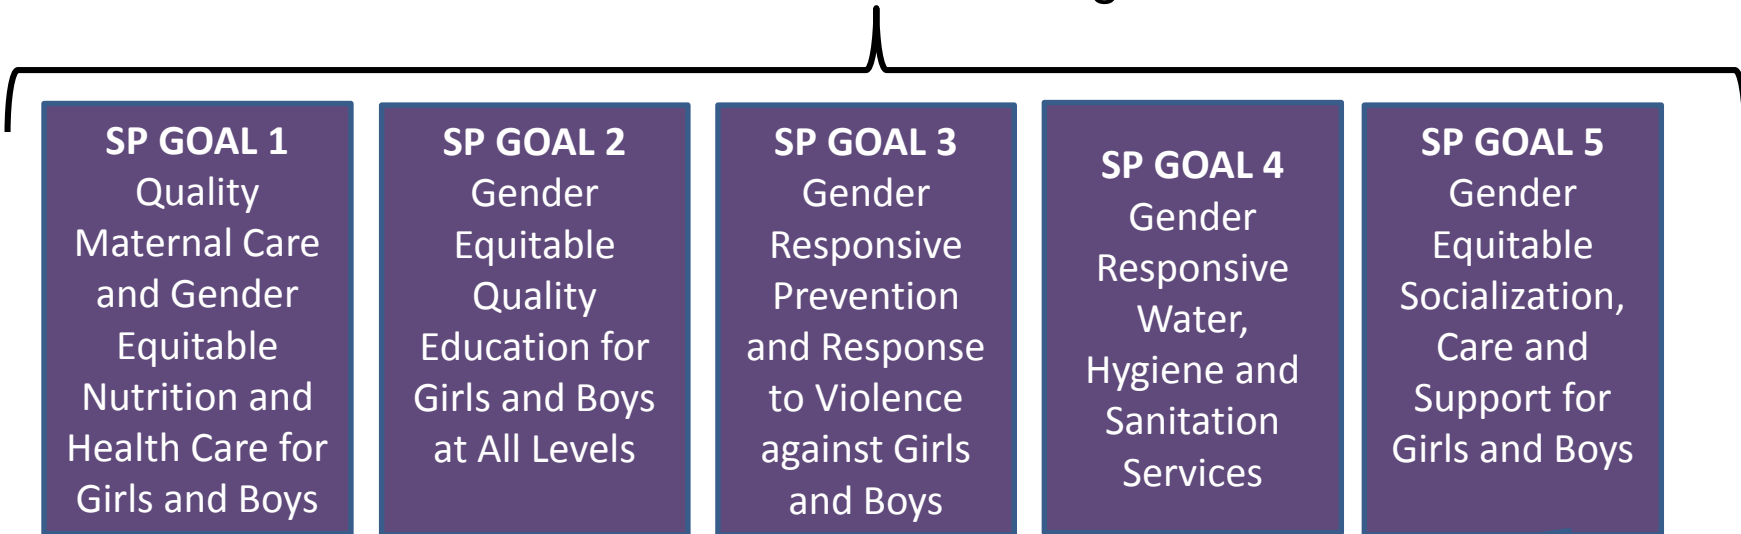 SP GOAL 1
Quality
Maternal Care
and Gender
Equitable
Nutrition and
Health Care for
Girls and Boys
SP GOAL 2
Gender
Equitable
Quality
Education for
Girls and Boys
at All Levels
SP GOAL 3
Gender
Responsive
Prevention
and Response
to Violence
against Girls
and Boys
SP GOAL 4
Gender
Responsive
Water,
Hygiene and
Sanitation
Services
SP GOAL 5
Gender
Equitable
Socialization,
Care and
Support for
Girls and Boys